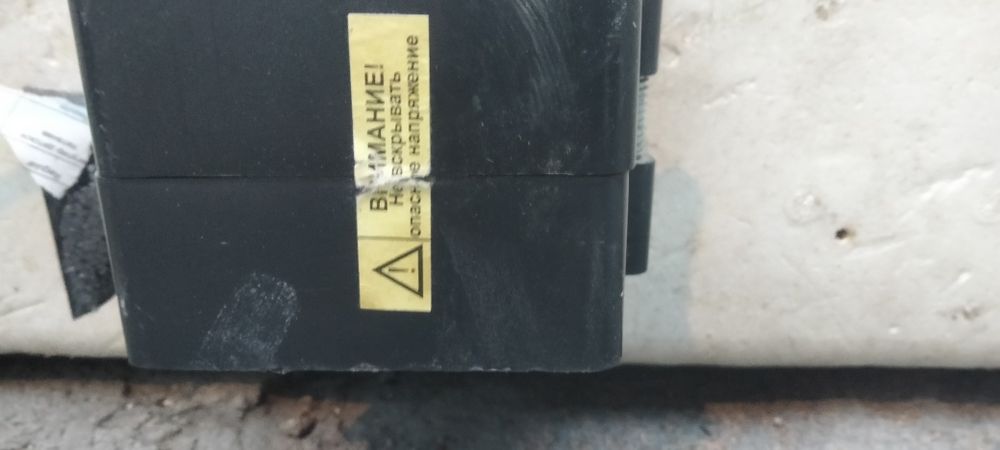 ВНИМАНИЕ!
Не вскрывать
опасное напряжение